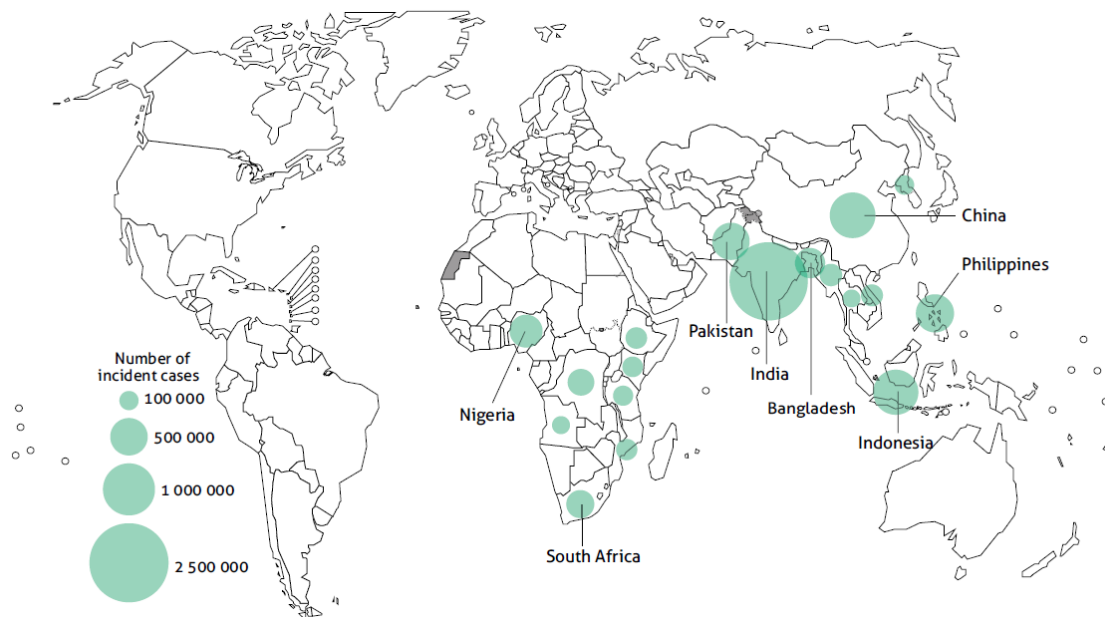 China
Philippines
Pakistan
India
Nigeria
Bangladesh
Indonesia
South Africa
Number of
incident cases
100 000
500 000
1 000 000
2 500 000